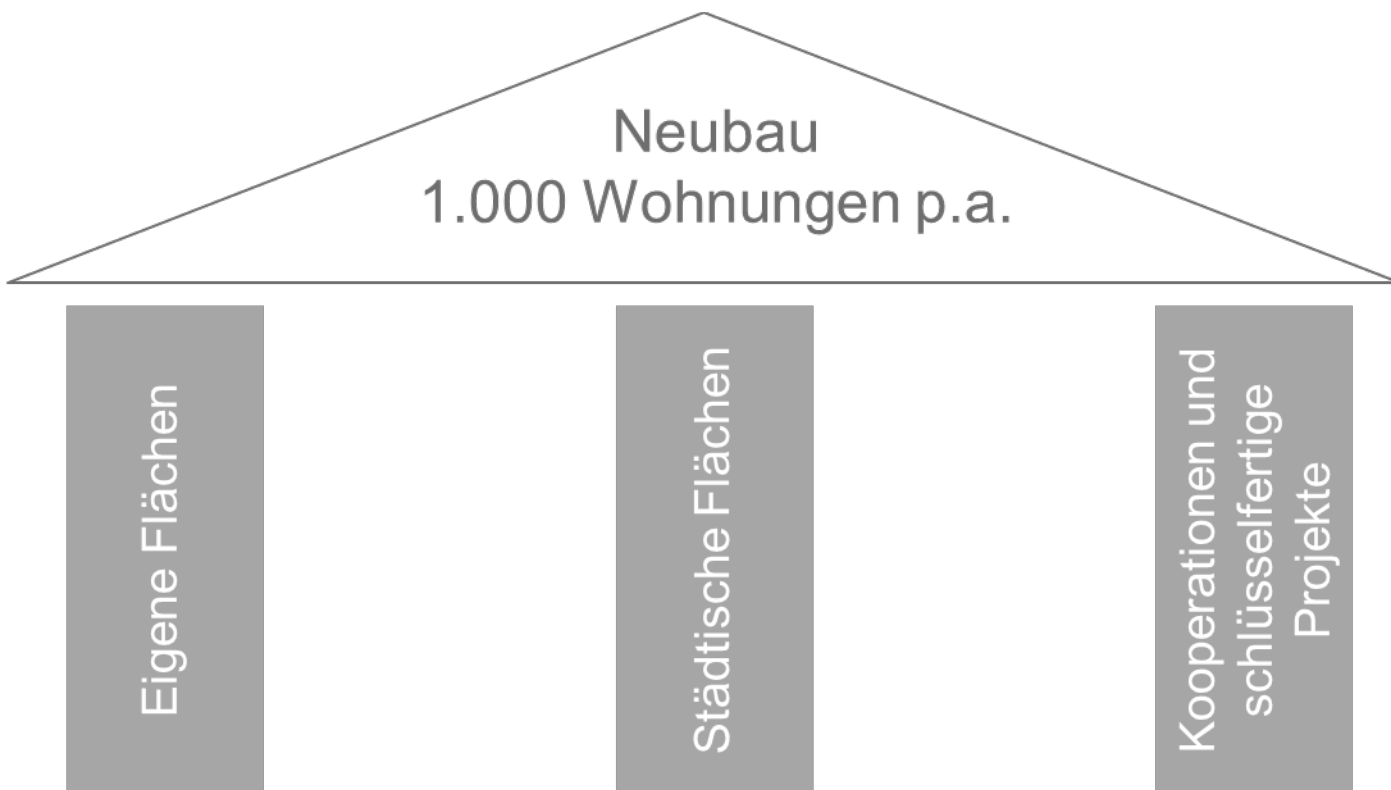 Neubau
1.000 Wohnungen p.a.
Eigene Flächen
Städtische Flächen
Kooperationen und
schlüsselfertige
Projekte